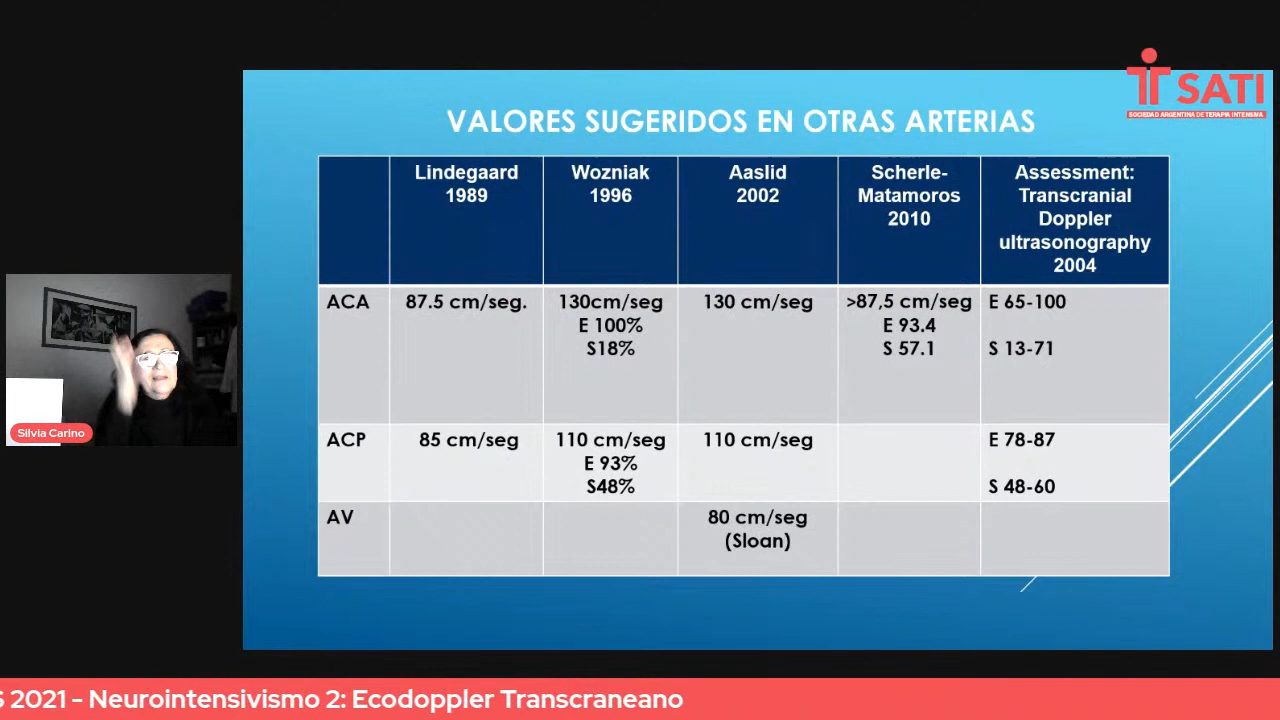 SATI
SOCIEDAD ARGENTINA DE TERAPIA INTENSIVA
VALORES SUGERIDOS EN OTRAS ARTERIAS
Lindegaard
1989
Wozniak
1996
Aaslid
2002
Scherle-
Matamoros
2010
Assessment:
Transcranial
Doppler
ultrasonography
2004
ACA
87.5 cm/seg.
130cm/seg
E 100%
S18%
130 cm/seg
>87,5 cm/seg
E 93.4
S 57.1
E 65-100
S 13-71
ACP
85 cm/seg
110 cm/seg
E 93%
S48%
110 cm/seg
E 78-87
S 48-60
AV
80 cm/seg
(Sloan)
Silvia Carino
S 2021 - Neurointensivismo 2: Ecodoppler Transcraneano